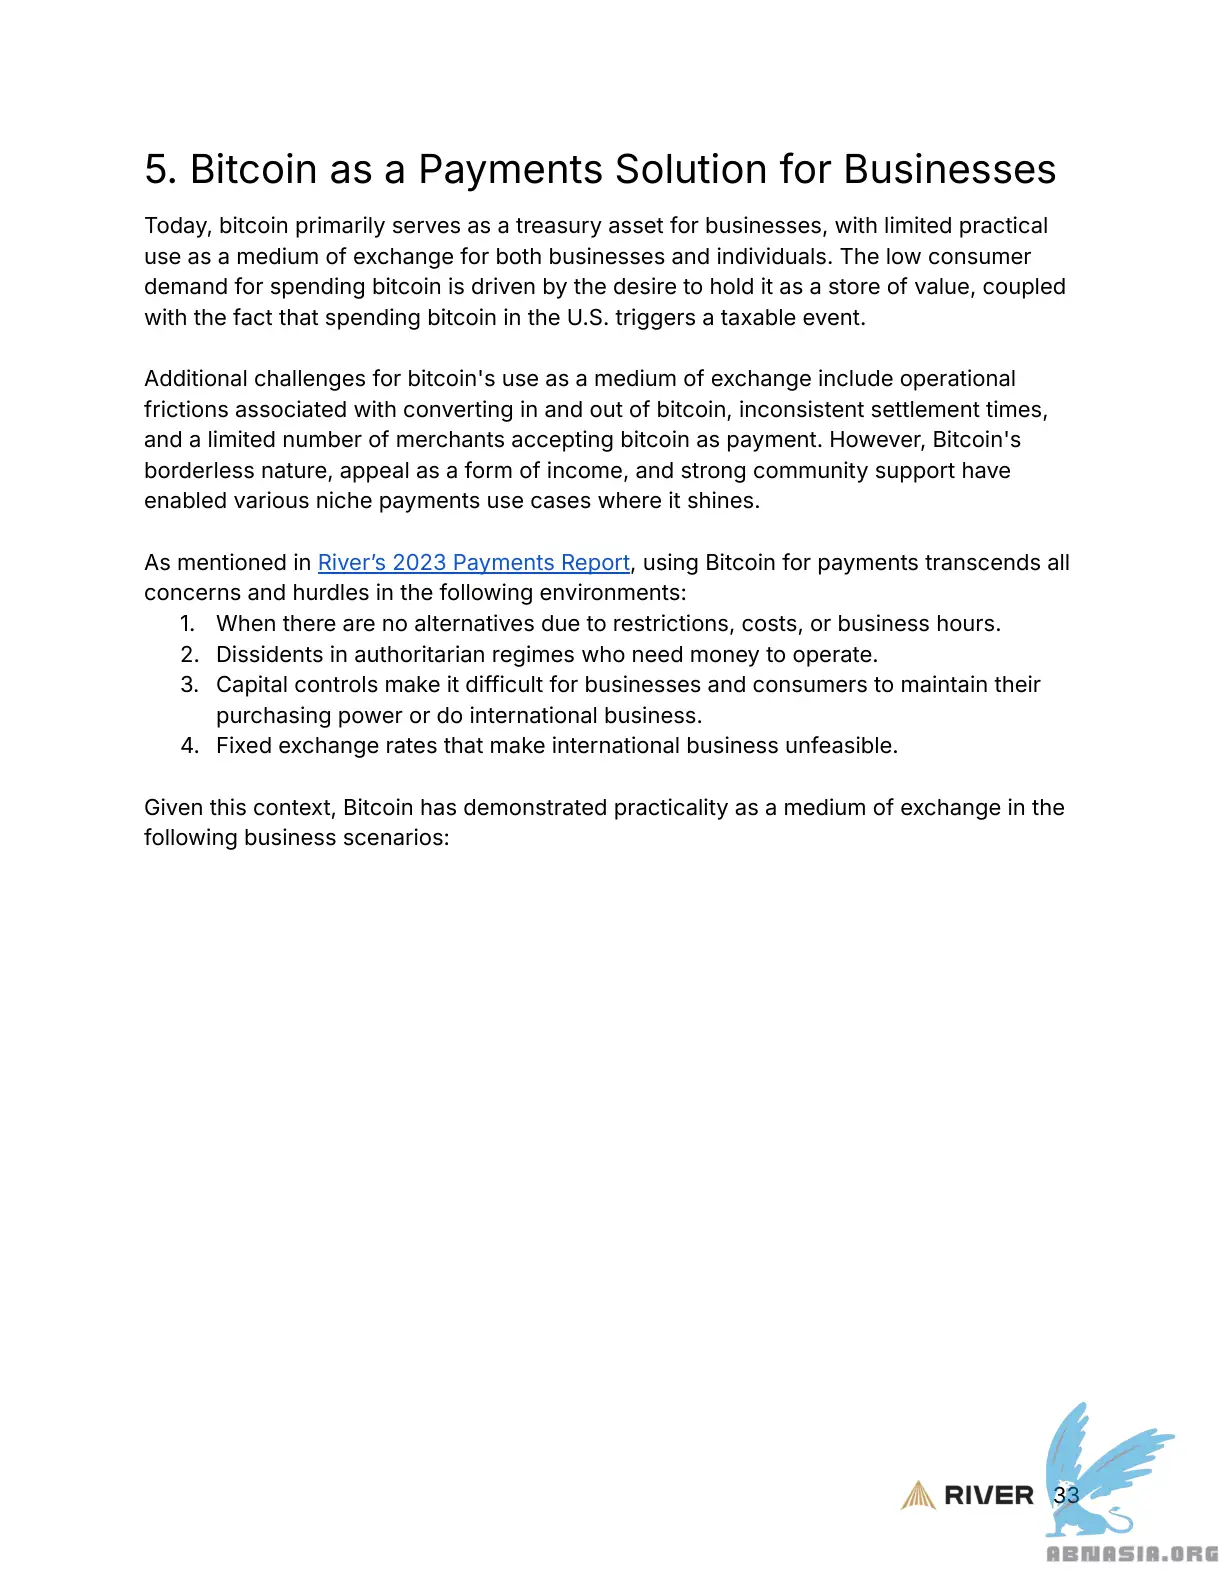 5. Bitcoin as a Payments Solution for Businesses
Today, bitcoin primarily serves as a treasury asset for businesses, with limited practical
use as a medium of exchange for both businesses and individuals. The low consumer
demand for spending bitcoin is driven by the desire to hold it as a store of value, coupled
with the fact that spending bitcoin in the U.S. triggers a taxable event.
Additional challenges for bitcoin's use as a medium of exchange include operational
frictions associated with converting in and out of bitcoin, inconsistent settlement times,
and a limited number of merchants accepting bitcoin as payment. However, Bitcoin's
borderless nature, appeal as a form of income, and strong community support have
enabled various niche payments use cases where it shines.
As mentioned in River’s 2023 Payments Report, using Bitcoin for payments transcends all
concerns and hurdles in the following environments:
1. When there are no alternatives due to restrictions, costs, or business hours.
2. Dissidents in authoritarian regimes who need money to operate.
3. Capital controls make it difficult for businesses and consumers to maintain their
purchasing power or do international business.
4. Fixed exchange rates that make international business unfeasible.
Given this context, Bitcoin has demonstrated practicality as a medium of exchange in the
following business scenarios:
RIVER 33
ABNASIA.ORG